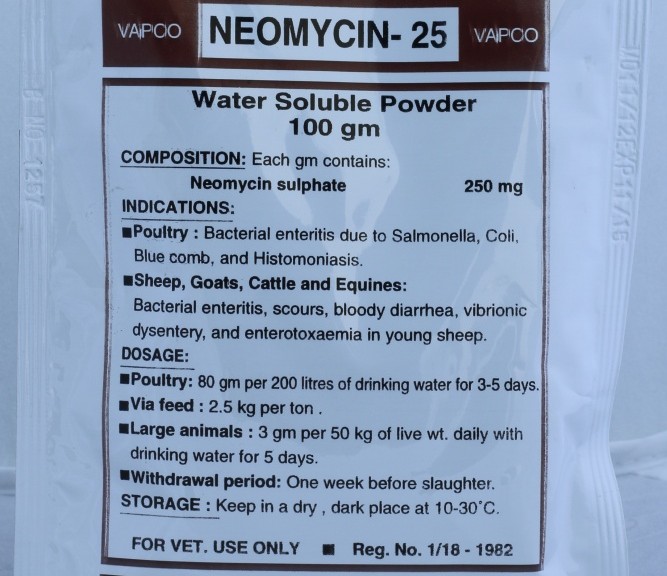 VAPCO NEOMYCIN- 25 VAPCO
Water Soluble Powder
100 gm
COMPOSITION: Each gm contains:
Neomycin sulphate 250 mg
INDICATIONS:
■Poultry : Bacterial enteritis due to Salmonella, Coli,
Blue comb, and Histomoniasis.
■Sheep, Goats, Cattle and Equines:
Bacterial enteritis, scours, bloody diarrhea, vibrionic
dysentery, and enterotoxaemia in young sheep.
DOSAGE:
■Poultry: 80 gm per 200 litres of drinking water for 3-5 days.
■Via feed : 2.5 kg per ton .
■Large animals : 3 gm per 50 kg of live wt. daily with
drinking water for 5 days.
■Withdrawal period: One week before slaughter.
STORAGE : Keep in a dry , dark place at 10-30˚C.
FOR VET. USE ONLY ■ Reg. No. 1/18 - 1982